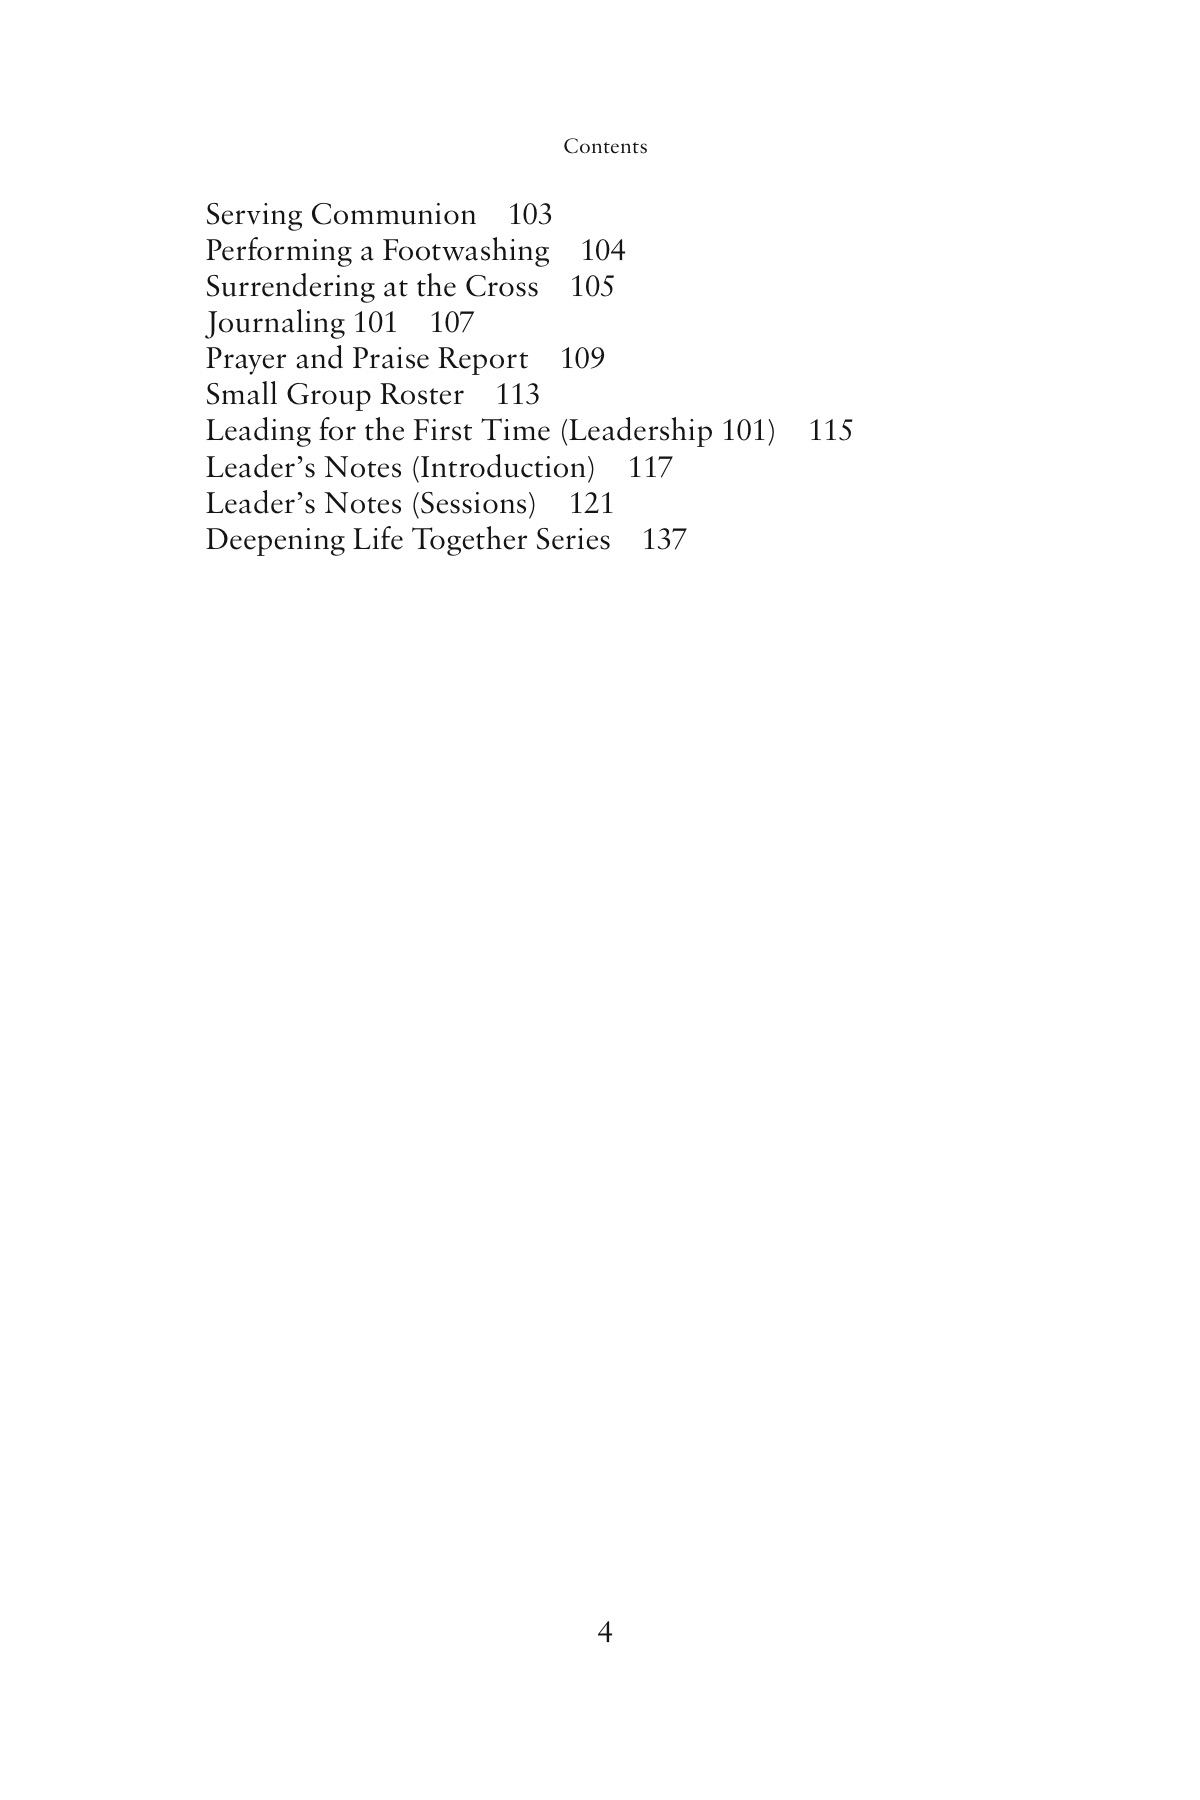 Contents
Serving Communion 103
Performing a Footwashing 104
Surrendering at the Cross 105
Journaling 101 107
Prayer and Praise Report 109
Small Group Roster 113
Leading for the First Time (Leadership 101) 115
Leader’s Notes (Introduction) 117
Leader’s Notes (Sessions) 121
Deepening Life Together Series 137
4